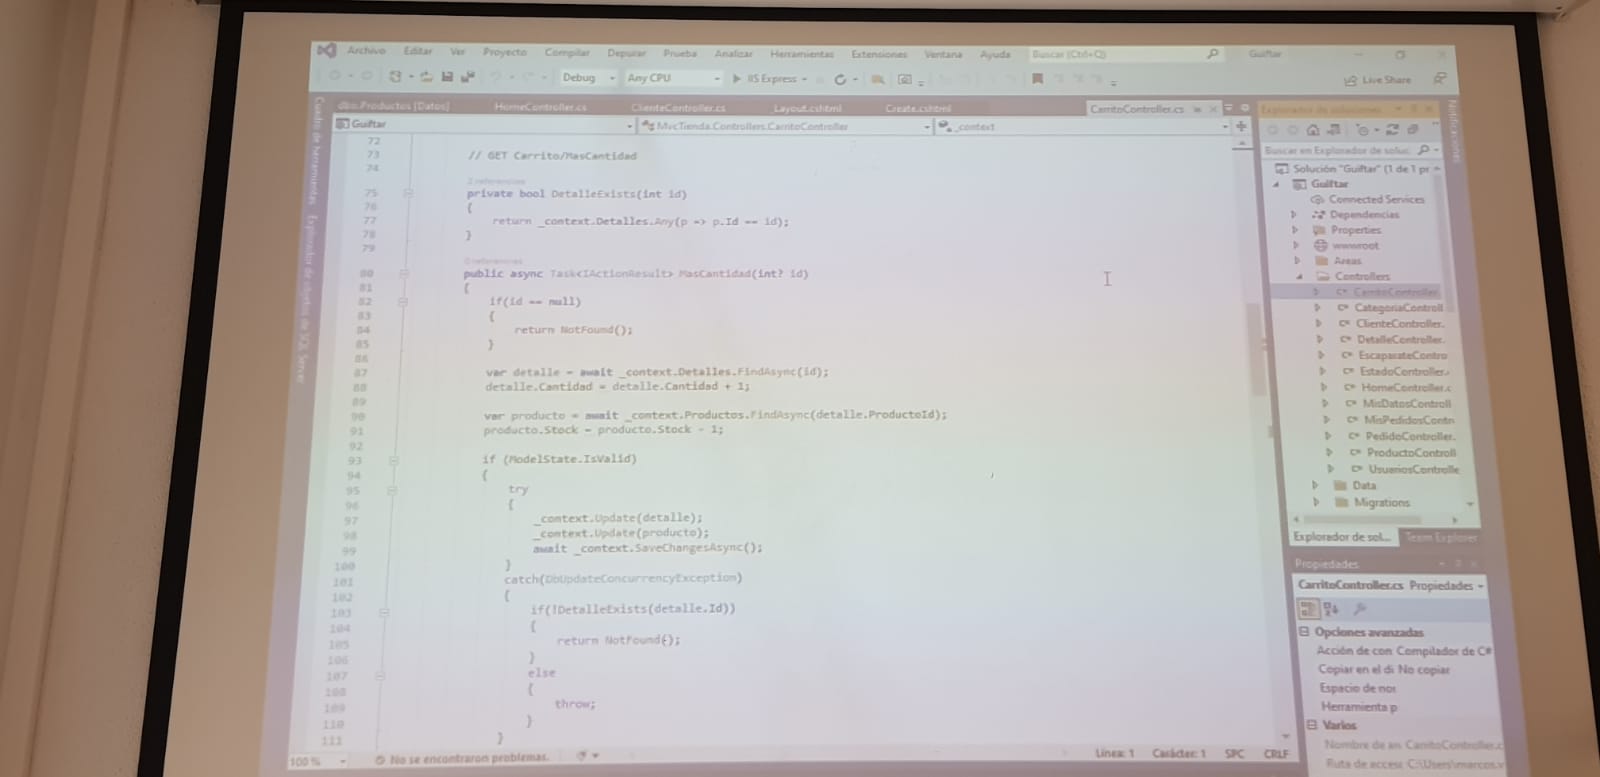 Archivo Editar Ver Proyecto Compilar Depurar Prueba Analizar Herramientas Extensiones Ventana Ayuda Buscar (Ctrl+Q) Guiftar
Debug Any CPU IIS Express Live Share
dbo.Productos [Datos] HomeController.cs ClienteController.cs _Layout.cshtml Create.cshtml CarritoController.cs Explorador de soluciones
Guiftar MvcTienda.Controllers.CarritoController _context
Cuadro de herramientas Explorador de objetos de SQL Server
Notificaciones
72
73 // GET Carrito/MasCantidad
74
2 referencias
75 private bool DetalleExists(int id)
76 {
77 return _context.Detalles.Any(p => p.Id == id);
78 }
79
0 referencias
80 public async Task<IActionResult> MasCantidad(int? id)
81 {
82 if(id == null)
83 {
84 return NotFound();
85 }
86
87 var detalle = await _context.Detalles.FindAsync(id);
88 detalle.Cantidad = detalle.Cantidad + 1;
89
90 var producto = await _context.Productos.FindAsync(detalle.ProductoId);
91 producto.Stock = producto.Stock - 1;
92
93 if (ModelState.IsValid)
94 {
95 try
96 {
97 _context.Update(detalle);
98 _context.Update(producto);
99 await _context.SaveChangesAsync();
100 }
101 catch(DbUpdateConcurrencyException)
102 {
103 if(!DetalleExists(detalle.Id))
104 {
105 return NotFound();
106 }
107 else
108 {
109 throw;
110 }
111 }
100 % No se encontraron problemas. Línea: 1 Carácter: 1 SPC CRLF
Buscar en Explorador de soluc
Solución "Guiftar" (1 de 1 pr
Guiftar
Connected Services
Dependencias
Properties
wwwroot
Areas
Controllers
C# CarritoController.
C# CategoriaControll
C# ClienteController.
C# DetalleController.
C# EscaparateContro
C# EstadoController.
C# HomeController.c
C# MisDatosControll
C# MisPedidosContr
C# PedidoController.
C# ProductoControll
C# UsuariosControlle
Data
Migrations
Explorador de sol... Team Explorer
Propiedades
CarritoController.cs Propiedades
Opciones avanzadas
Acción de con Compilador de C#
Copiar en el di No copiar
Espacio de nor
Herramienta p
Varios
Nombre de an CarritoController.c
Ruta de acceso C:\Users\marcos.v